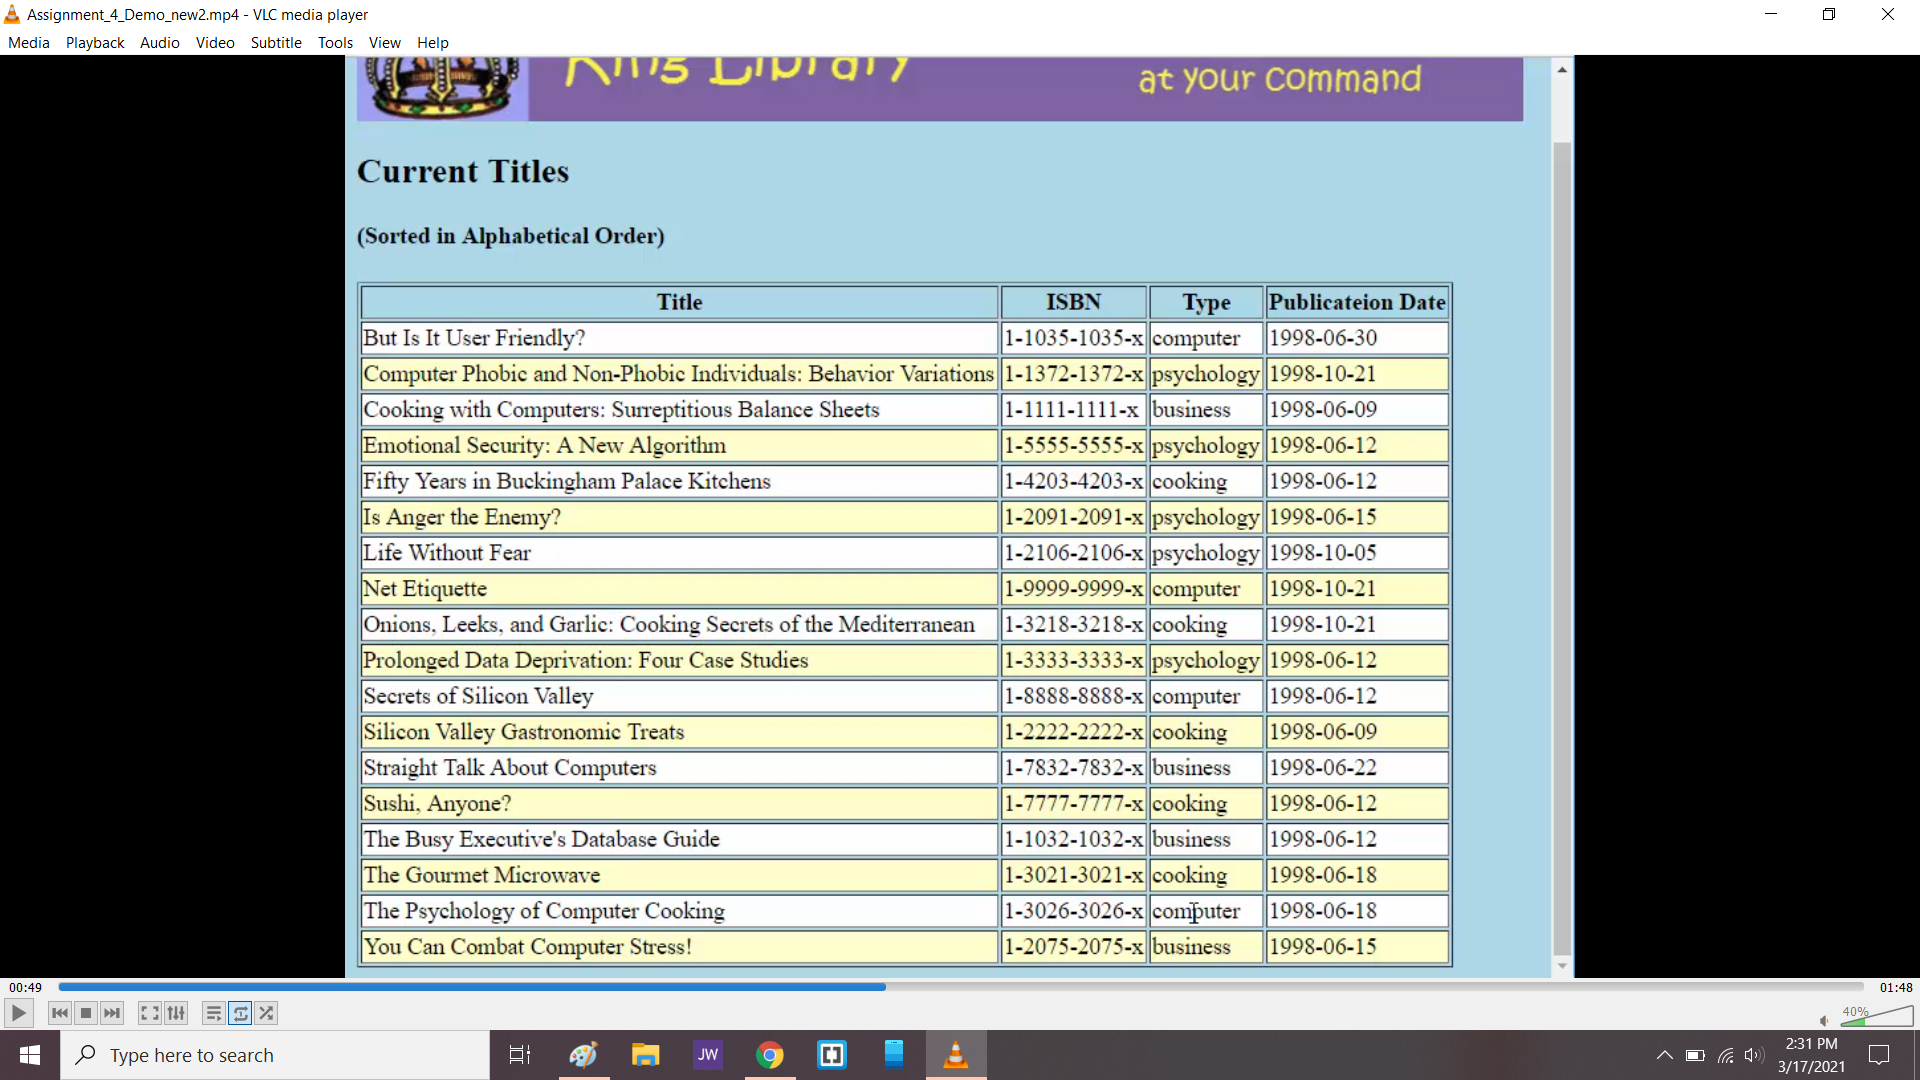 Assignment_4_Demo_new2.mp4 - VLC media player
Media Playback Audio Video Subtitle Tools View Help
King Library
at your command
Current Titles
(Sorted in Alphabetical Order)
Title ISBN Type Publicateion Date
But Is It User Friendly? 1-1035-1035-x computer 1998-06-30
Computer Phobic and Non-Phobic Individuals: Behavior Variations 1-1372-1372-x psychology 1998-10-21
Cooking with Computers: Surreptitious Balance Sheets 1-1111-1111-x business 1998-06-09
Emotional Security: A New Algorithm 1-5555-5555-x psychology 1998-06-12
Fifty Years in Buckingham Palace Kitchens 1-4203-4203-x cooking 1998-06-12
Is Anger the Enemy? 1-2091-2091-x psychology 1998-06-15
Life Without Fear 1-2106-2106-x psychology 1998-10-05
Net Etiquette 1-9999-9999-x computer 1998-10-21
Onions, Leeks, and Garlic: Cooking Secrets of the Mediterranean 1-3218-3218-x cooking 1998-10-21
Prolonged Data Deprivation: Four Case Studies 1-3333-3333-x psychology 1998-06-12
Secrets of Silicon Valley 1-8888-8888-x computer 1998-06-12
Silicon Valley Gastronomic Treats 1-2222-2222-x cooking 1998-06-09
Straight Talk About Computers 1-7832-7832-x business 1998-06-22
Sushi, Anyone? 1-7777-7777-x cooking 1998-06-12
The Busy Executive's Database Guide 1-1032-1032-x business 1998-06-12
The Gourmet Microwave 1-3021-3021-x cooking 1998-06-18
The Psychology of Computer Cooking 1-3026-3026-x computer 1998-06-18
You Can Combat Computer Stress! 1-2075-2075-x business 1998-06-15
00:49 01:48
40%
Type here to search
JW
2:31 PM
3/17/2021